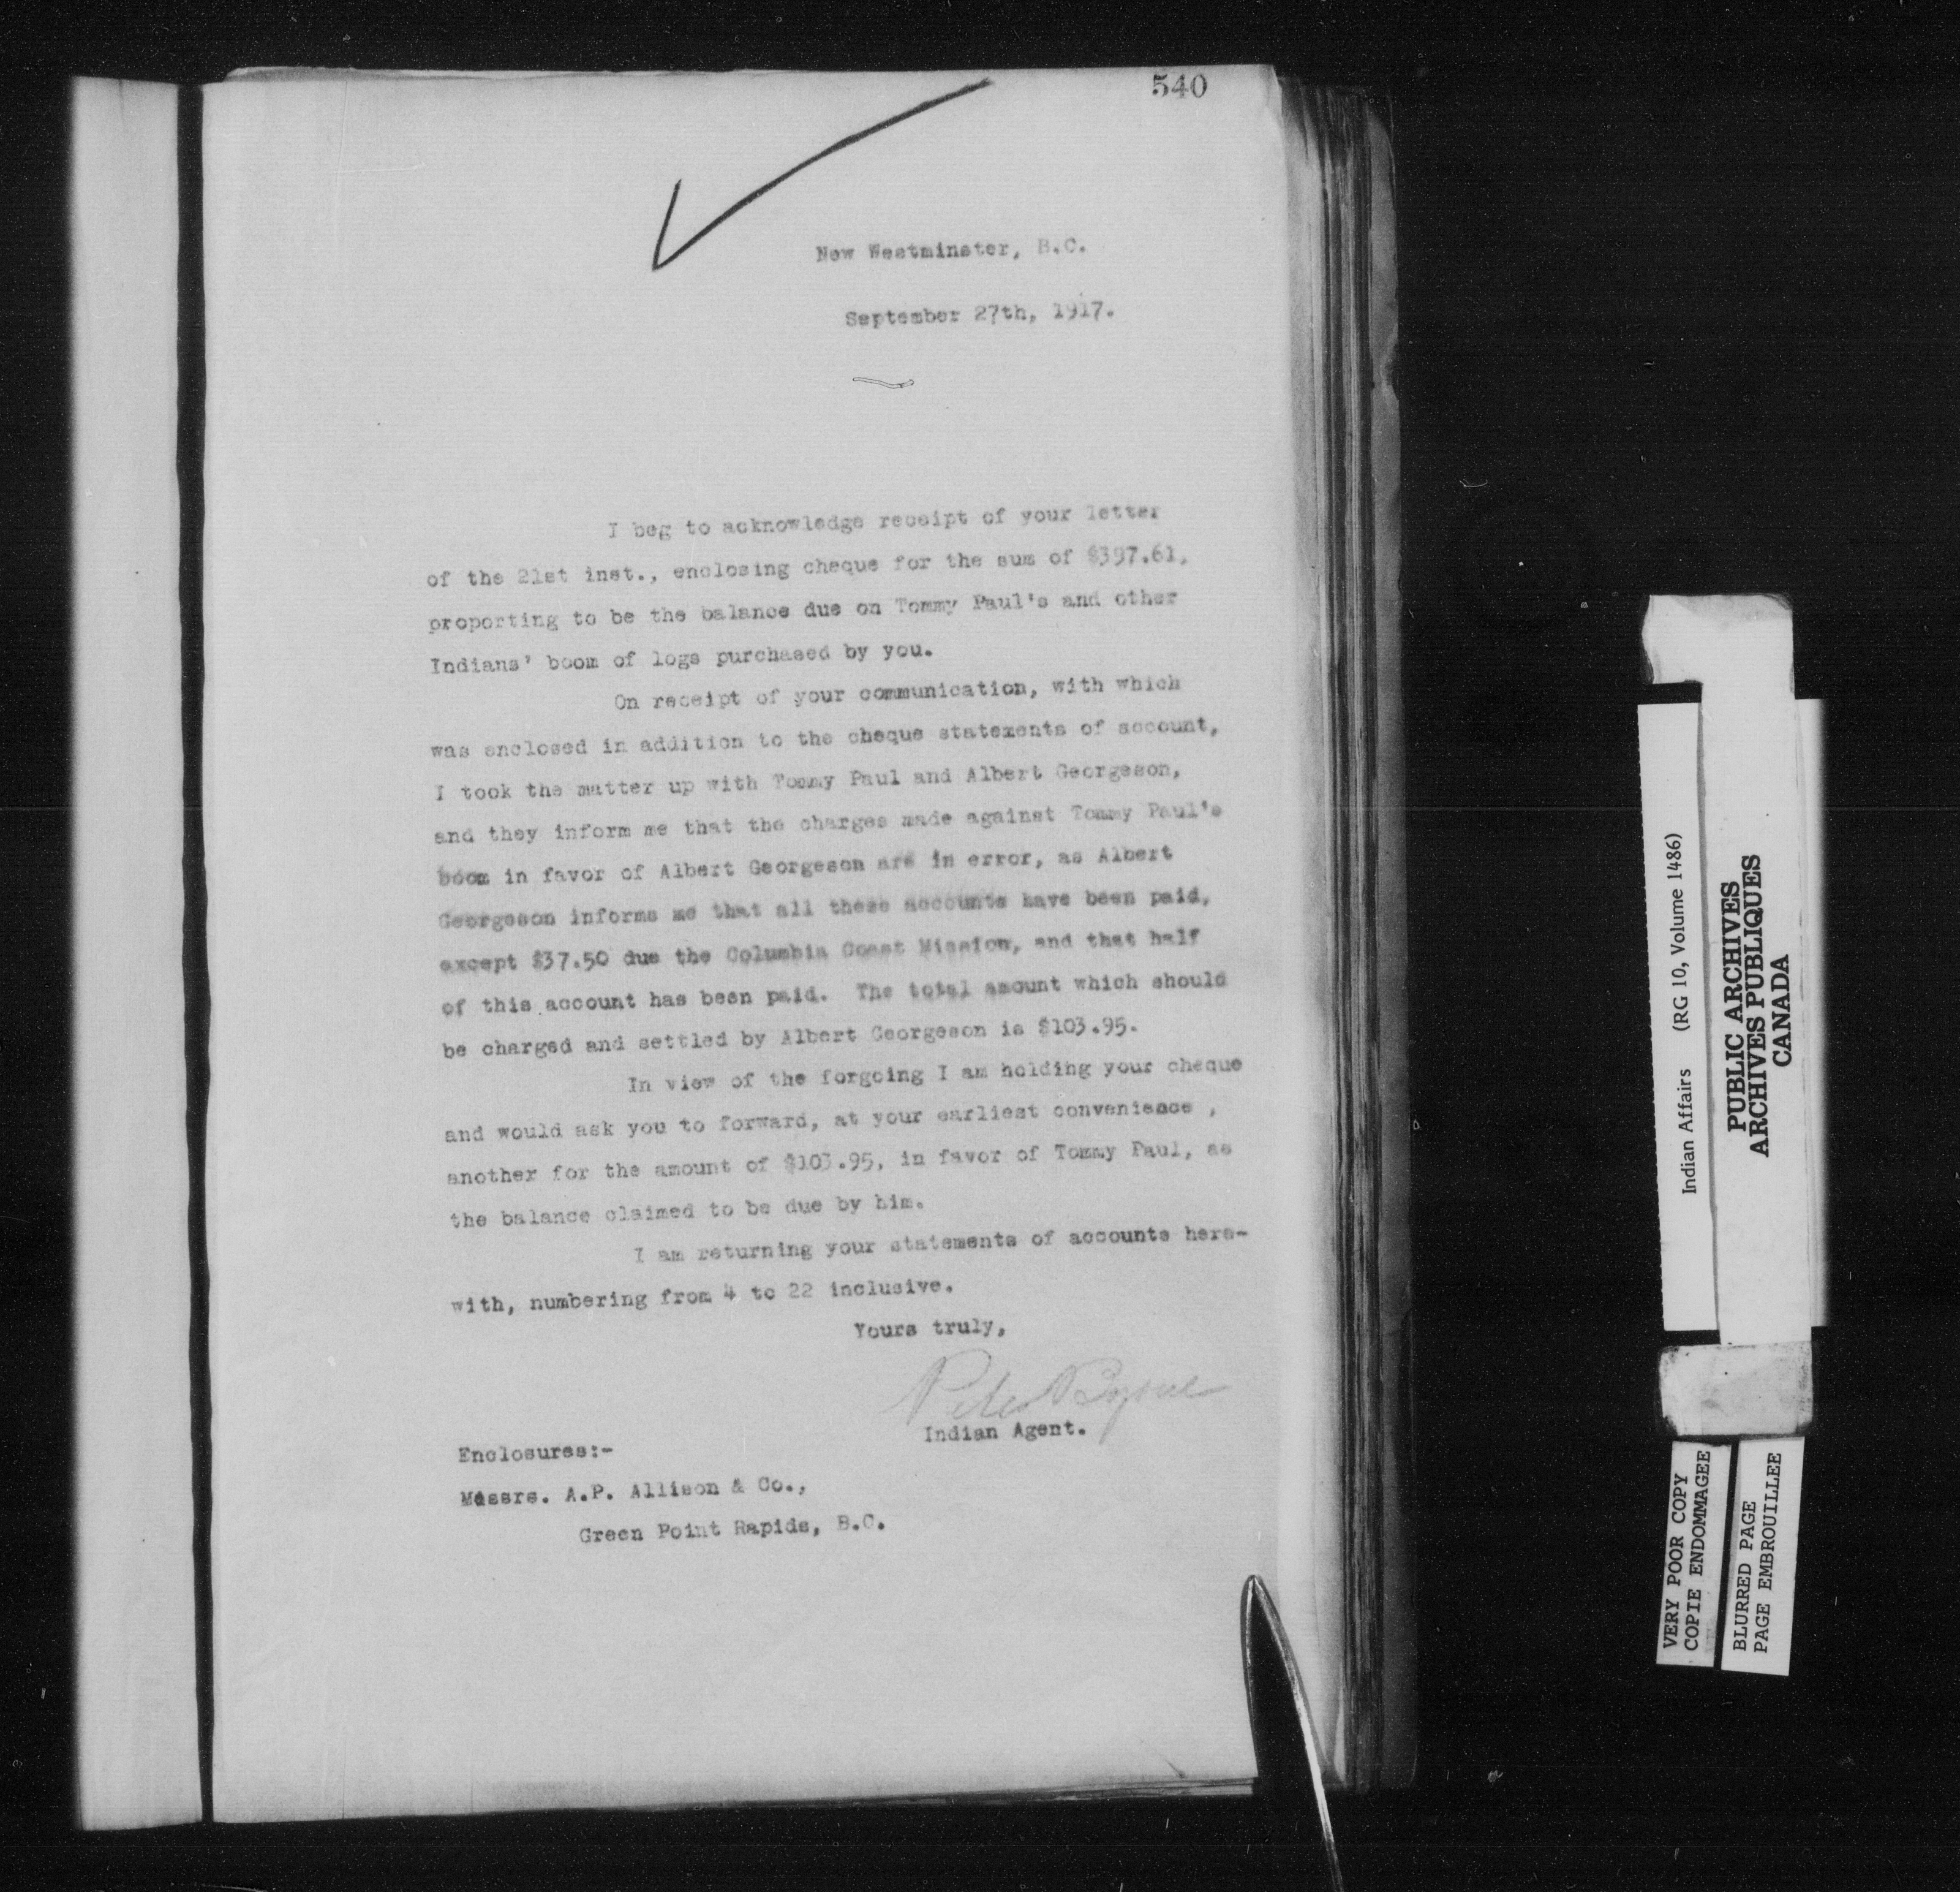 540
New Westminster, B.C.
September 27th, 1917.
I beg to acknowledge receipt of your letter
of the 21st inst., enclosing cheque for the sum of $397.61,
proporting to be the balance due on Tommy Paul's and other
Indians' boom of logs purchased by you.
On receipt of your communication, with which
was enclosed in addition to the cheque statements of account,
I took the matter up with Tommy Paul and Albert Georgeson,
and they inform me that the charges made against Tommy Paul's
boom in favor of Albert Georgeson are in error, as Albert
Georgeson informs me that all these accounts have been paid,
except $37.50 due the Columbia Coast Mission, and that half
of this account has been paid. The total amount which should
be charged and settled by Albert Georgeson is $103.95.
In view of the forgoing I am holding your cheque
and would ask you to forward, at your earliest convenience ,
another for the amount of $103.95, in favor of Tommy Paul, as
the balance claimed to be due by him.
I am returning your statements of accounts here-
with, numbering from 4 to 22 inclusive.
Yours truly,
Peter Byrne
Indian Agent.
Enclosures:-
Messrs. A.P. Allison & Co.,
Green Point Rapids, B.C.
Indian Affairs (RG 10, Volume 1486)
PUBLIC ARCHIVES
ARCHIVES PUBLIQUES
CANADA
VERY POOR COPY
COPIE ENDOMMAGEE
BLURRED PAGE
PAGE EMBROUILLEE